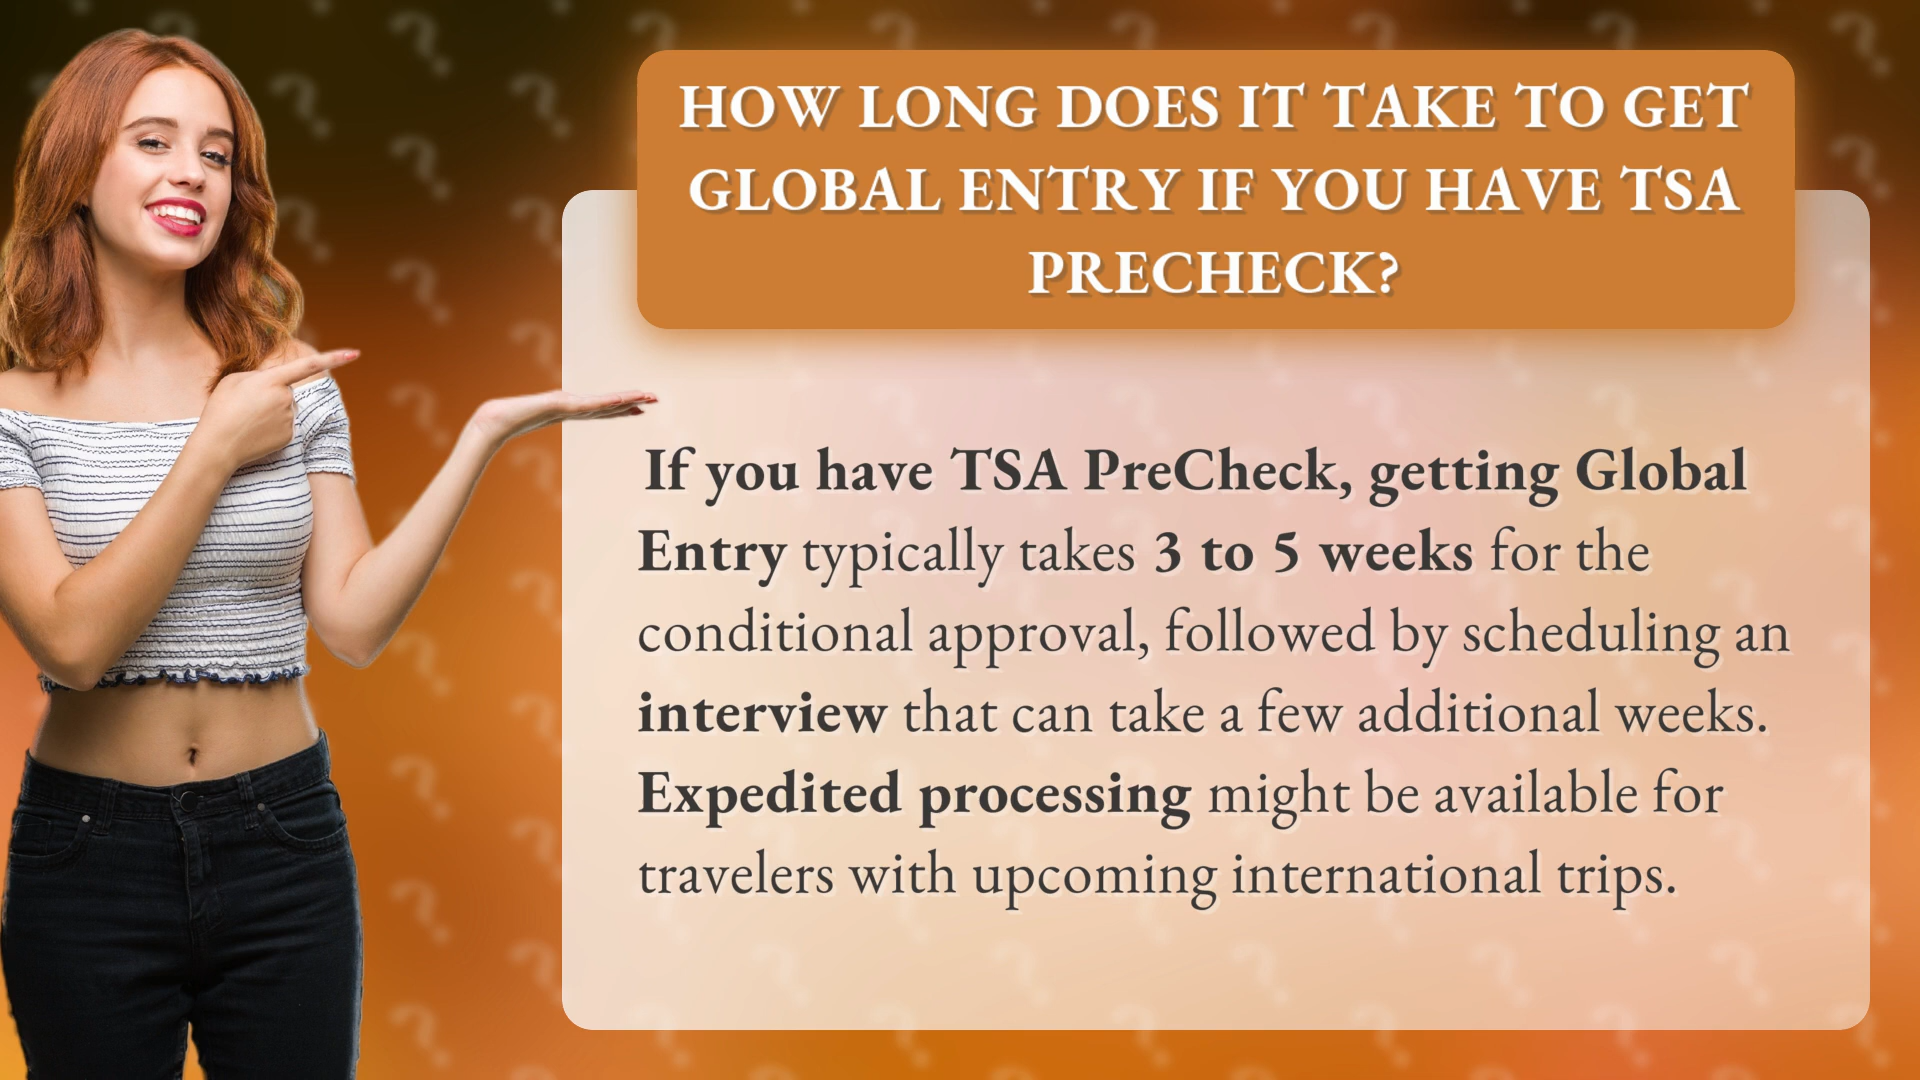 HOW LONG DOES IT TAKE TO GET
GLOBAL ENTRY IF YOU HAVE TSA
PRECHECK?
If you have TSA PreCheck, getting Global
Entry typically takes 3 to 5 weeks for the
conditional approval, followed by scheduling an
interview that can take a few additional weeks.
Expedited processing might be available for
travelers with upcoming international trips.